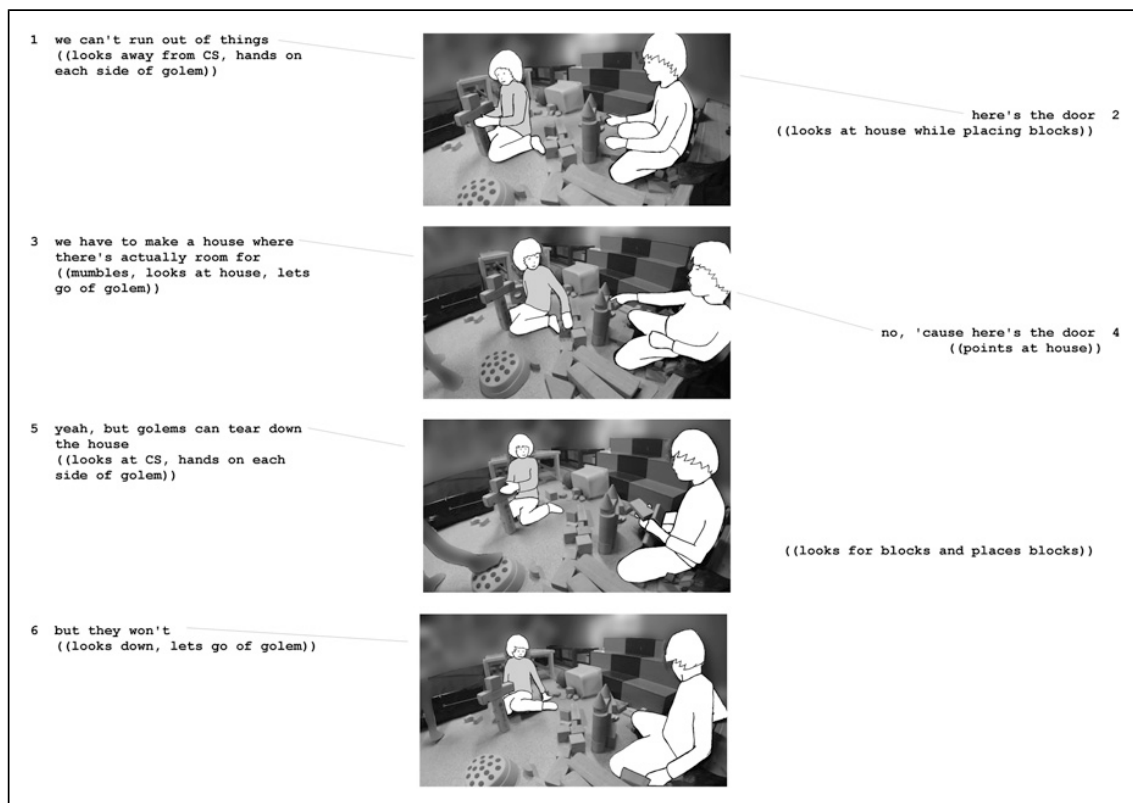 1 we can't run out of things
((looks away from CS, hands on
each side of golem))
here's the door 2
((looks at house while placing blocks))
3 we have to make a house where
there's actually room for
((mumbles, looks at house, lets
go of golem))
no, 'cause here's the door 4
((points at house))
5 yeah, but golems can tear down
the house
((looks at CS, hands on each
side of golem))
((looks for blocks and places blocks))
6 but they won't
((looks down, lets go of golem))